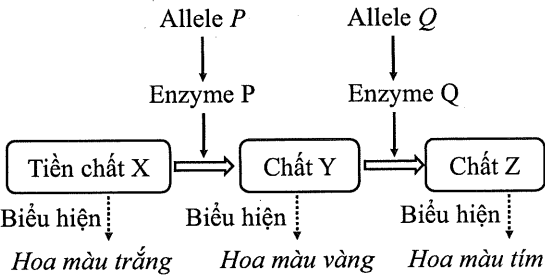 Allele P Allele Q
Enzyme P Enzyme Q
Tiền chất X Chất Y Chất Z
Biểu hiện Biểu hiện Biểu hiện
Hoa màu trắng Hoa màu vàng Hoa màu tím